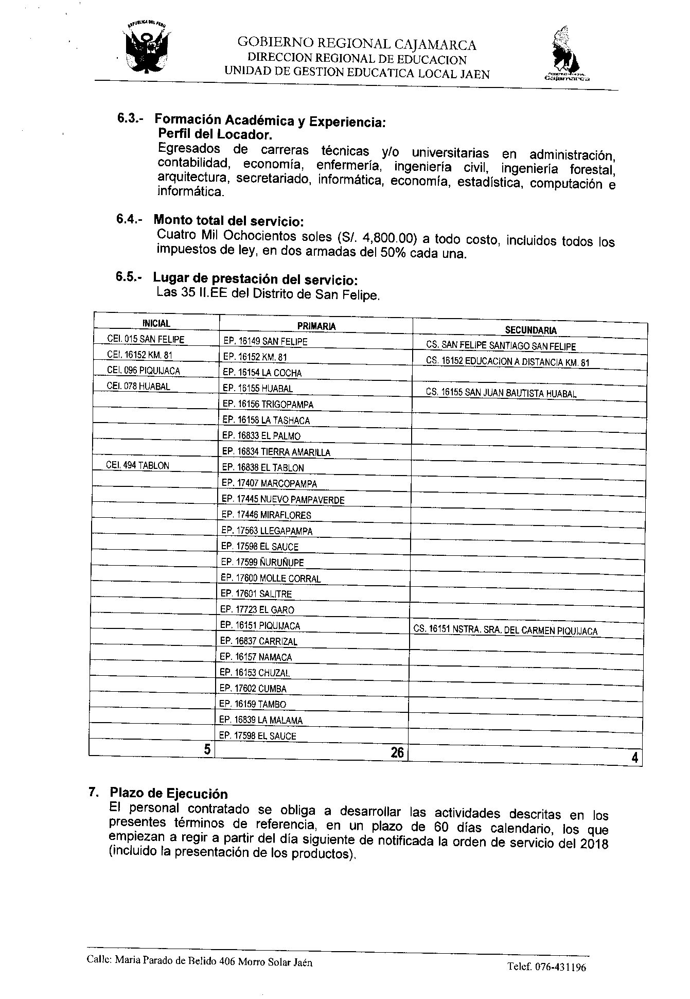 REPUBLICA DEL PERU
GOBIERNO REGIONAL CAJAMARCA
DIRECCION REGIONAL DE EDUCACION
UNIDAD DE GESTION EDUCATICA LOCAL JAEN
Cajamarca
6.3.- Formación Académica y Experiencia:
Perfil del Locador.
Egresados de carreras técnicas y/o universitarias en administración,
contabilidad, economía, enfermería, ingeniería civil, ingeniería forestal,
arquitectura, secretariado, informática, economía, estadística, computación e
informática.
6.4.- Monto total del servicio:
Cuatro Mil Ochocientos soles (S/. 4,800.00) a todo costo, incluidos todos los
impuestos de ley, en dos armadas del 50% cada una.
6.5.- Lugar de prestación del servicio:
Las 35 II.EE del Distrito de San Felipe.
INICIAL PRIMARIA SECUNDARIA
CEI. 015 SAN FELIPE EP. 16149 SAN FELIPE CS. SAN FELIPE SANTIAGO SAN FELIPE
CEI. 16152 KM. 81 EP. 16152 KM. 81 CS. 16152 EDUCACION A DISTANCIA KM. 81
CEI. 096 PIQUIJACA EP. 16154 LA COCHA
CEI. 078 HUABAL EP. 16155 HUABAL CS. 16155 SAN JUAN BAUTISTA HUABAL
EP. 16156 TRIGOPAMPA
EP. 16158 LA TASHACA
EP. 16833 EL PALMO
EP. 16834 TIERRA AMARILLA
CEI. 494 TABLON EP. 16838 EL TABLON
EP. 17407 MARCOPAMPA
EP. 17445 NUEVO PAMPAVERDE
EP. 17446 MIRAFLORES
EP. 17563 LLEGAPAMPA
EP. 17598 EL SAUCE
EP. 17599 ÑURUÑUPE
EP. 17600 MOLLE CORRAL
EP. 17601 SALITRE
EP. 17723 EL GARO
EP. 16151 PIQUIJACA CS. 16151 NSTRA. SRA. DEL CARMEN PIQUIJACA
EP. 16837 CARRIZAL
EP. 16157 NAMACA
EP. 16153 CHUZAL
EP. 17602 CUMBA
EP. 16159 TAMBO
EP. 16839 LA MALAMA
EP. 17598 EL SAUCE
5 26 4
7. Plazo de Ejecución
El personal contratado se obliga a desarrollar las actividades descritas en los
presentes términos de referencia, en un plazo de 60 días calendario, los que
empiezan a regir a partir del día siguiente de notificada la orden de servicio del 2018
(incluido la presentación de los productos).
Calle: Maria Parado de Belido 406 Morro Solar Jaén Telef. 076-431196